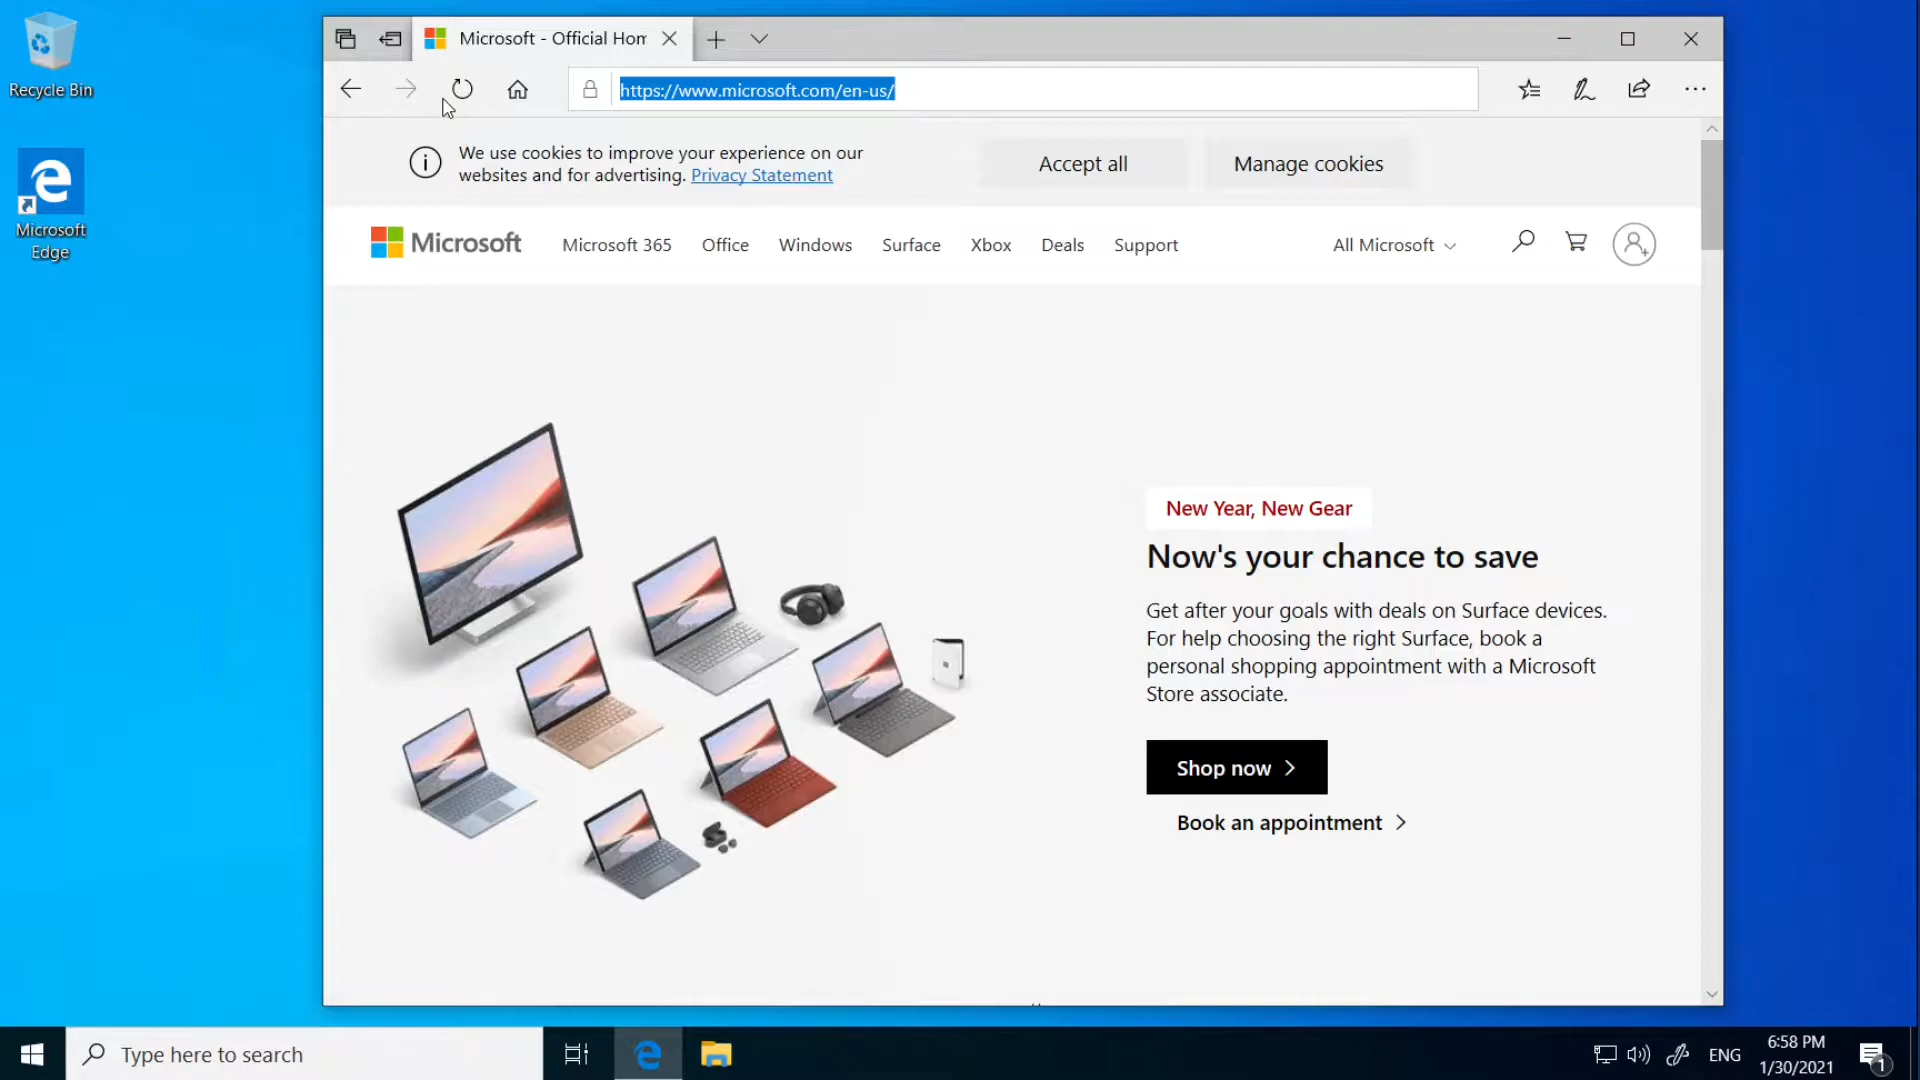 Recycle Bin
Microsoft
Edge
Microsoft - Official Hom
https://www.microsoft.com/en-us/
We use cookies to improve your experience on our
websites and for advertising. Privacy Statement
Accept all
Manage cookies
Microsoft
Microsoft 365
Office
Windows
Surface
Xbox
Deals
Support
All Microsoft
New Year, New Gear
Now's your chance to save
Get after your goals with deals on Surface devices.
For help choosing the right Surface, book a
personal shopping appointment with a Microsoft
Store associate.
Shop now
Book an appointment
Type here to search
ENG
6:58 PM
1/30/2021
1